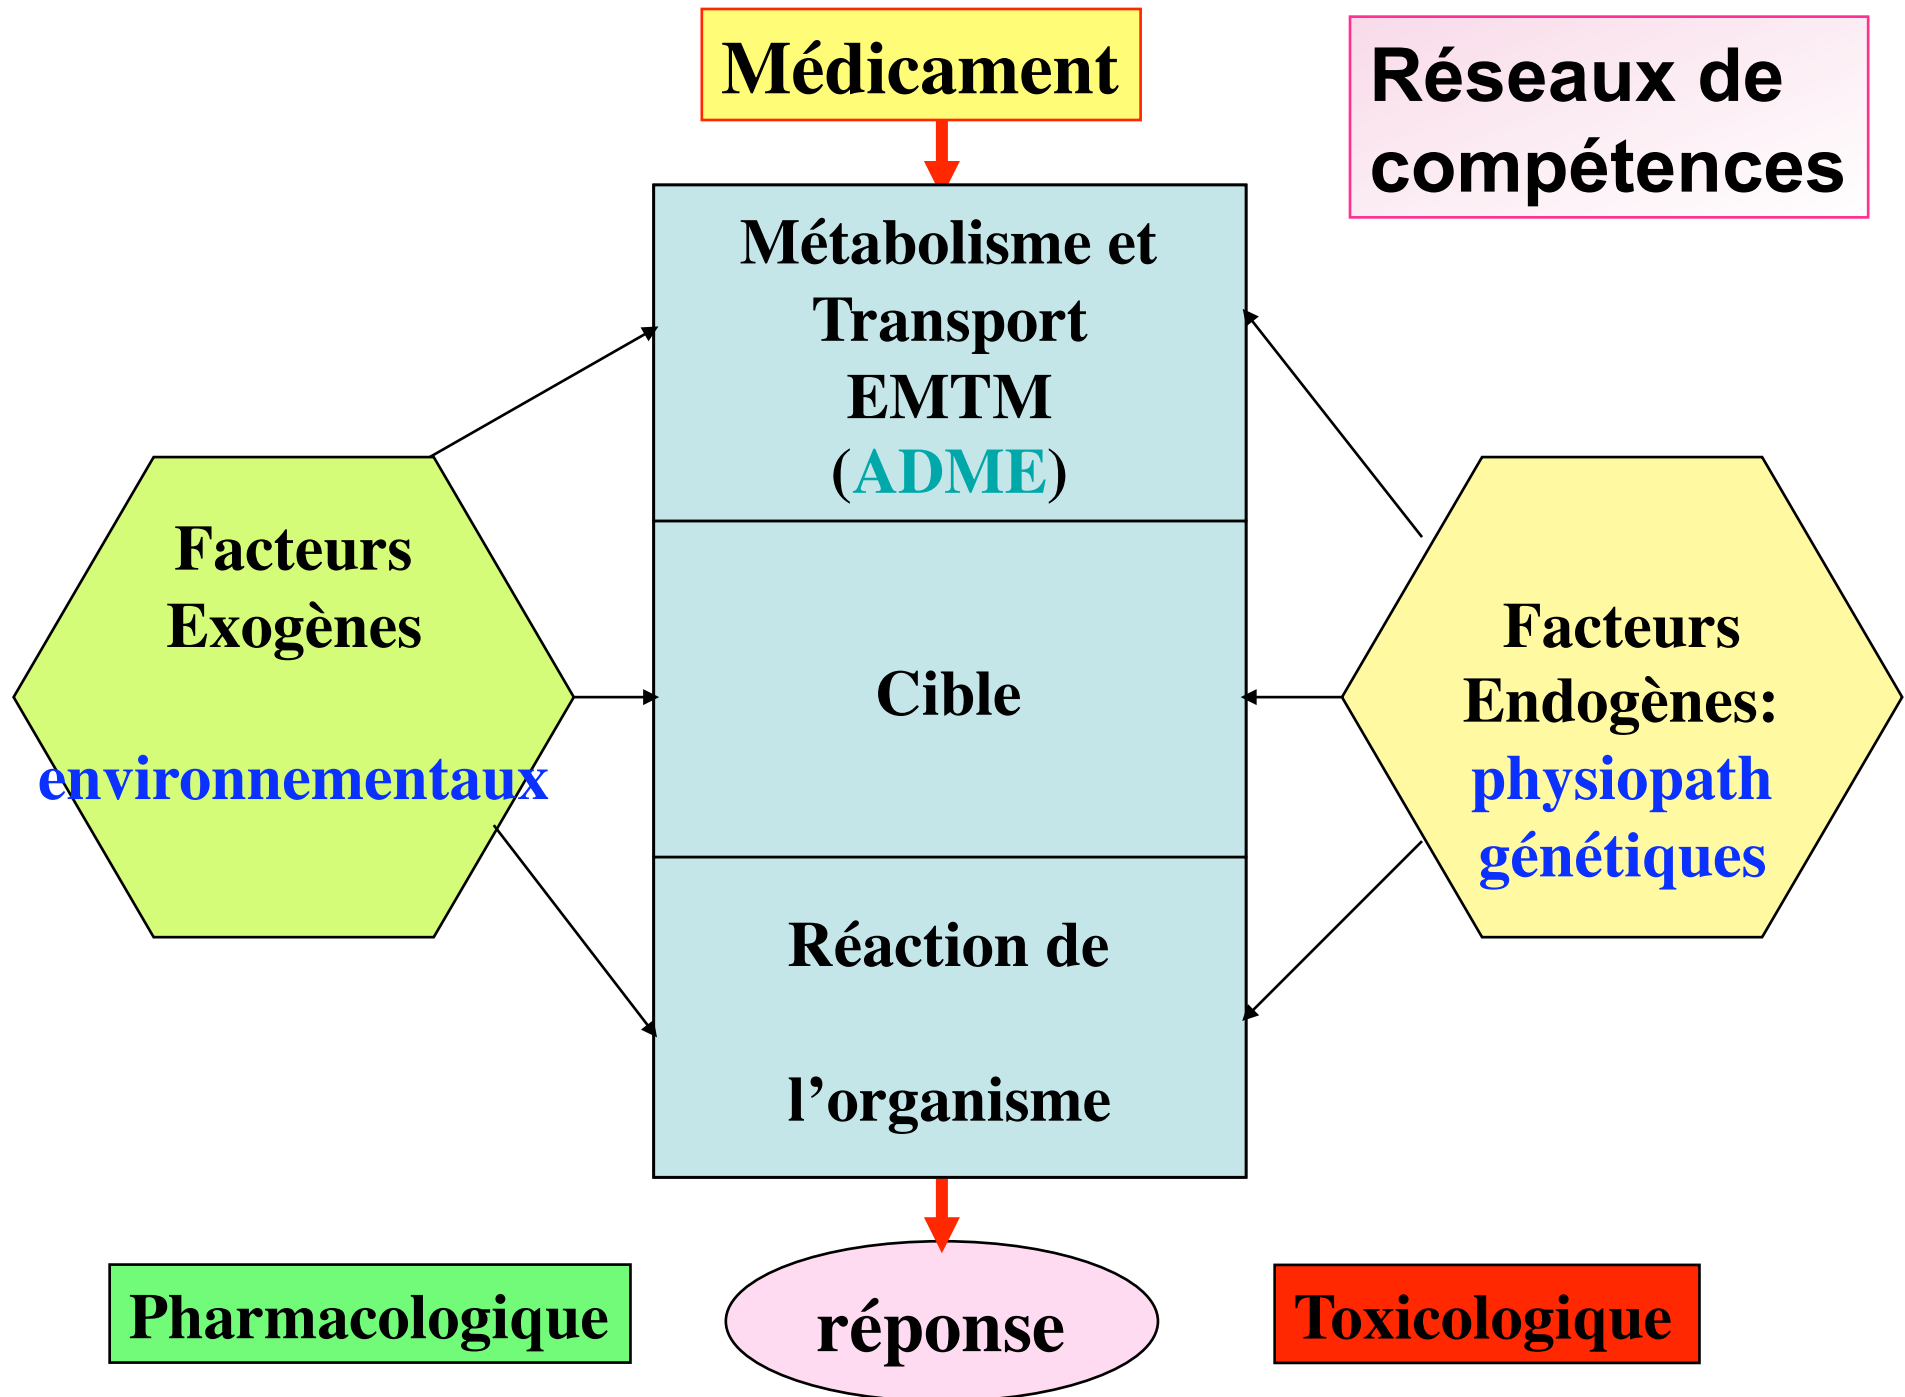 Médicament
Réseaux de
compétences
Métabolisme et
Transport
EMTM
(ADME)
Facteurs
Exogènes
environnementaux
Cible
Facteurs
Endogènes:
physiopath
génétiques
Réaction de
l’organisme
Pharmacologique
réponse
Toxicologique